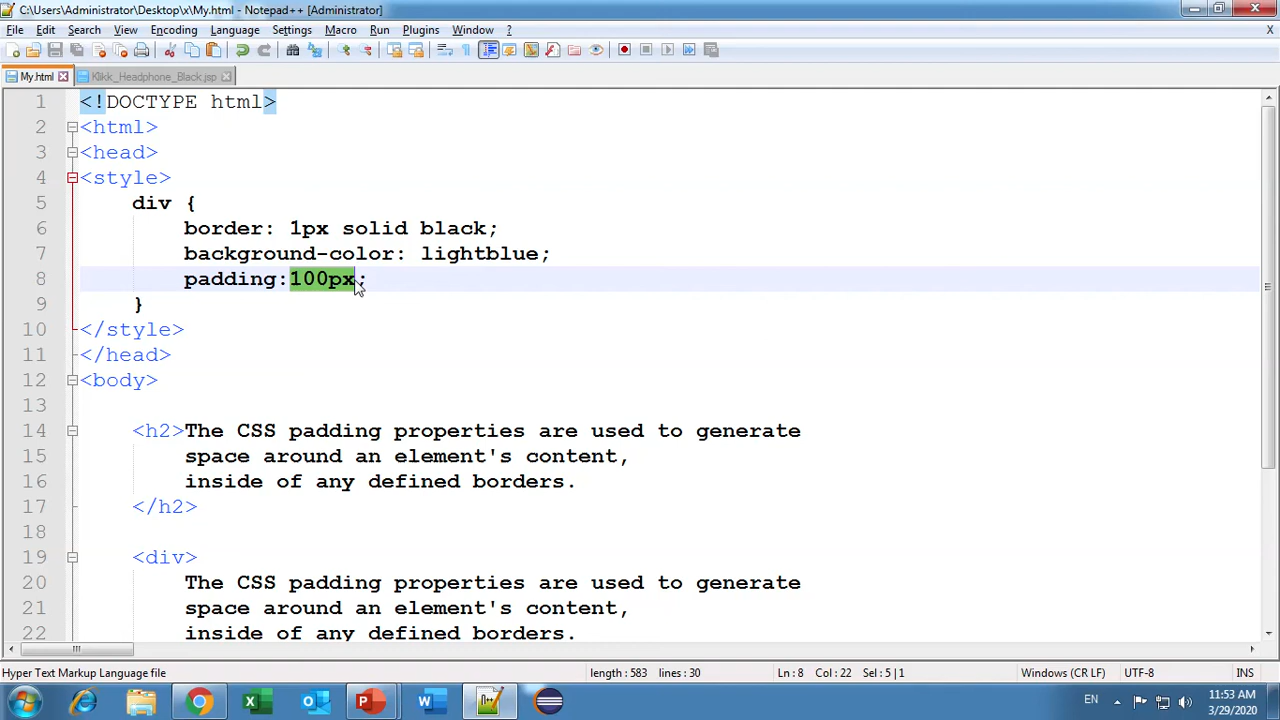 C:\Users\Administrator\Desktop\x\My.html - Notepad++ [Administrator]
File Edit Search View Encoding Language Settings Macro Run Plugins Window ? X
My.html Klikk_Headphone_Black.jsp
1 <!DOCTYPE html>
2 <html>
3 <head>
4 <style>
5 div {
6 border: 1px solid black;
7 background-color: lightblue;
8 padding:100px;
9 }
10 </style>
11 </head>
12 <body>
13
14 <h2>The CSS padding properties are used to generate
15 space around an element's content,
16 inside of any defined borders.
17 </h2>
18
19 <div>
20 The CSS padding properties are used to generate
21 space around an element's content,
22 inside of any defined borders.
Hyper Text Markup Language file length : 583 lines : 30 Ln : 8 Col : 22 Sel : 5 | 1 Windows (CR LF) UTF-8 INS
EN 11:53 AM
3/29/2020